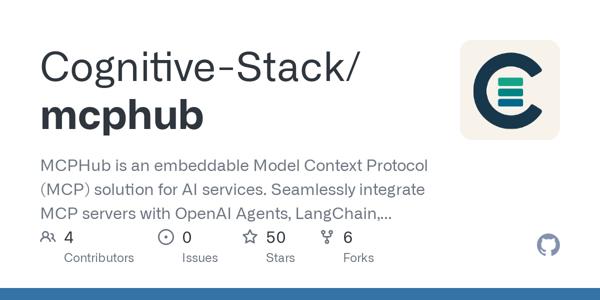 Cognitive-Stack/
mcphub
MCPHub is an embeddable Model Context Protocol
(MCP) solution for AI services. Seamlessly integrate
MCP servers with OpenAI Agents, LangChain,...
4 0 50 6
Contributors Issues Stars Forks